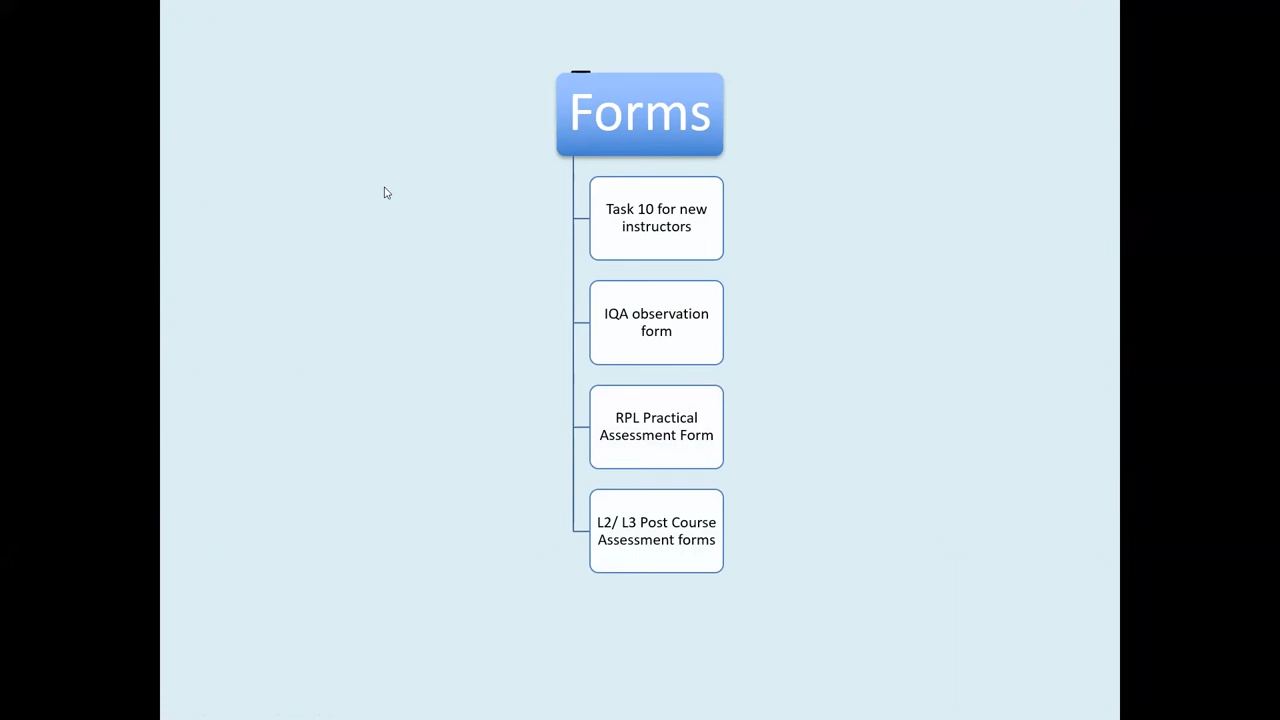 Forms
Task 10 for new
instructors
IQA observation
form
RPL Practical
Assessment Form
L2/ L3 Post Course
Assessment forms